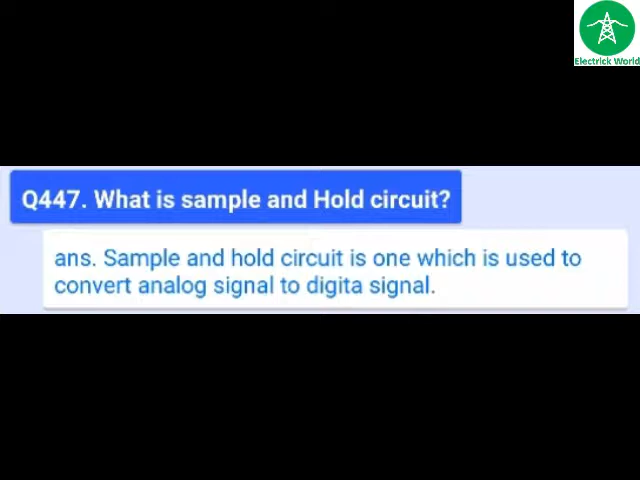 Electrick World
Q447. What is sample and Hold circuit?
ans. Sample and hold circuit is one which is used to
convert analog signal to digita signal.